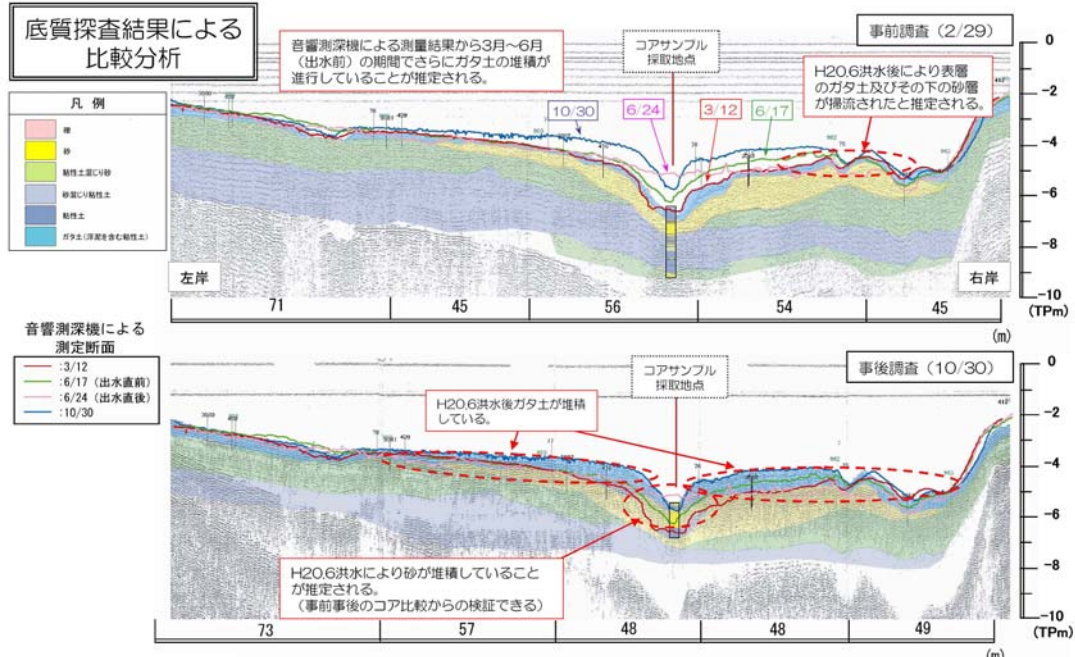 底質探査結果による
比較分析
音響測深機による測量結果から3月～6月
（出水前）の期間でさらにガタ土の堆積が
進行していることが推定される。
コアサンプル
採取地点
事前調査（2/29）
H20.6洪水後により表層
のガタ土及びその下の砂層
が掃流されたと推定される。
凡 例
礫
砂
粘性土混じり砂
砂混じり粘性土
粘性土
ガタ土(浮泥を含む粘性土)
10/30
6/24
3/12
6/17
0
-2
-4
-6
-8
-10
(TPm)
左岸
右岸
71
45
56
54
45
(m)
音響測深機による
測定断面
:3/12
:6/17（出水直前）
:6/24（出水直後）
:10/30
コアサンプル
採取地点
事後調査（10/30）
H20.6洪水後ガタ土が堆積
している。
H20.6洪水により砂が堆積していること
が推定される。
（事前事後のコア比較からの検証できる）
0
-2
-4
-6
-8
-10
(TPm)
73
57
48
48
49
(m)